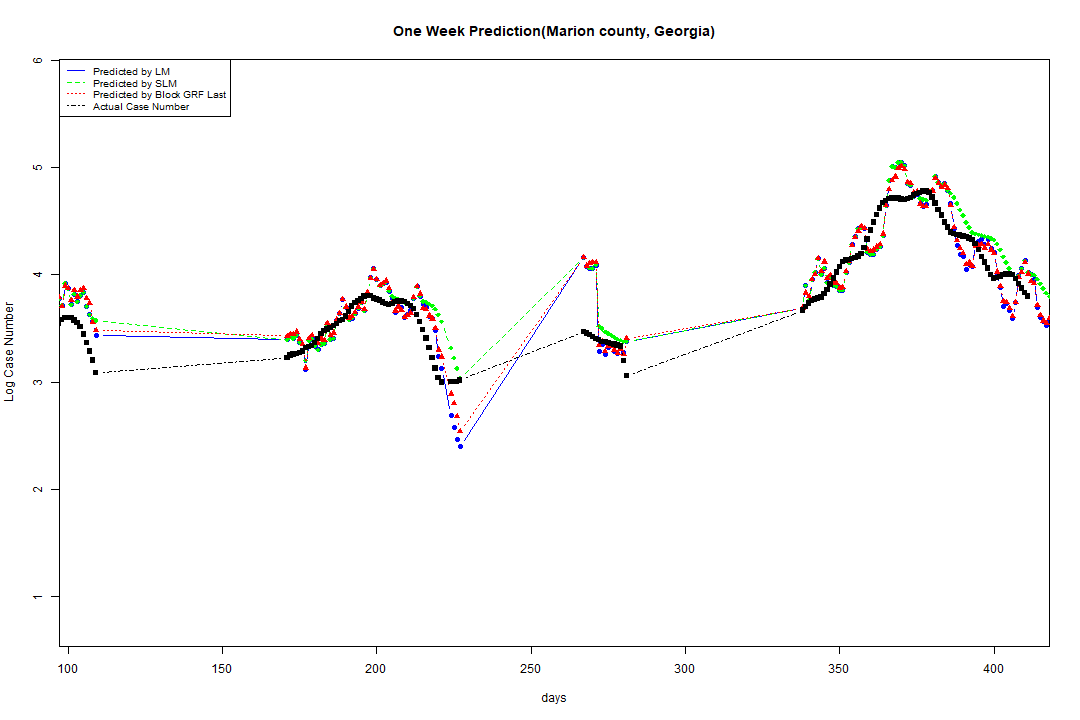 One Week Prediction(Marion county, Georgia)
Predicted by LM
Predicted by SLM
Predicted by Block GRF Last
Actual Case Number
Log Case Number
6
5
4
3
2
1
100 150 200 250 300 350 400
days